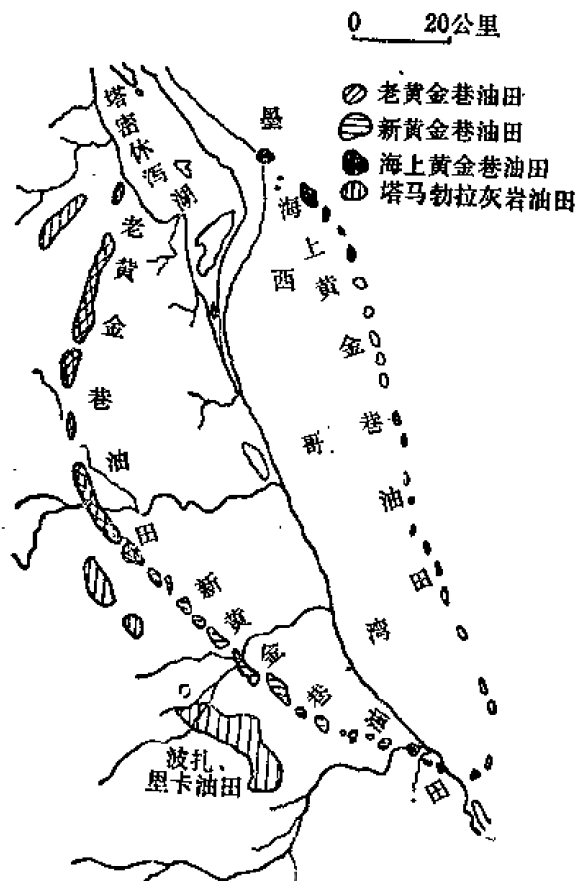 0 20公里
老黄金巷油田
新黄金巷油田
海上黄金巷油田
塔马勃拉灰岩油田
塔密休泻湖
墨西哥湾
海上黄金巷油田
老黄金巷油田
新黄金巷油田
波扎、
里卡油田